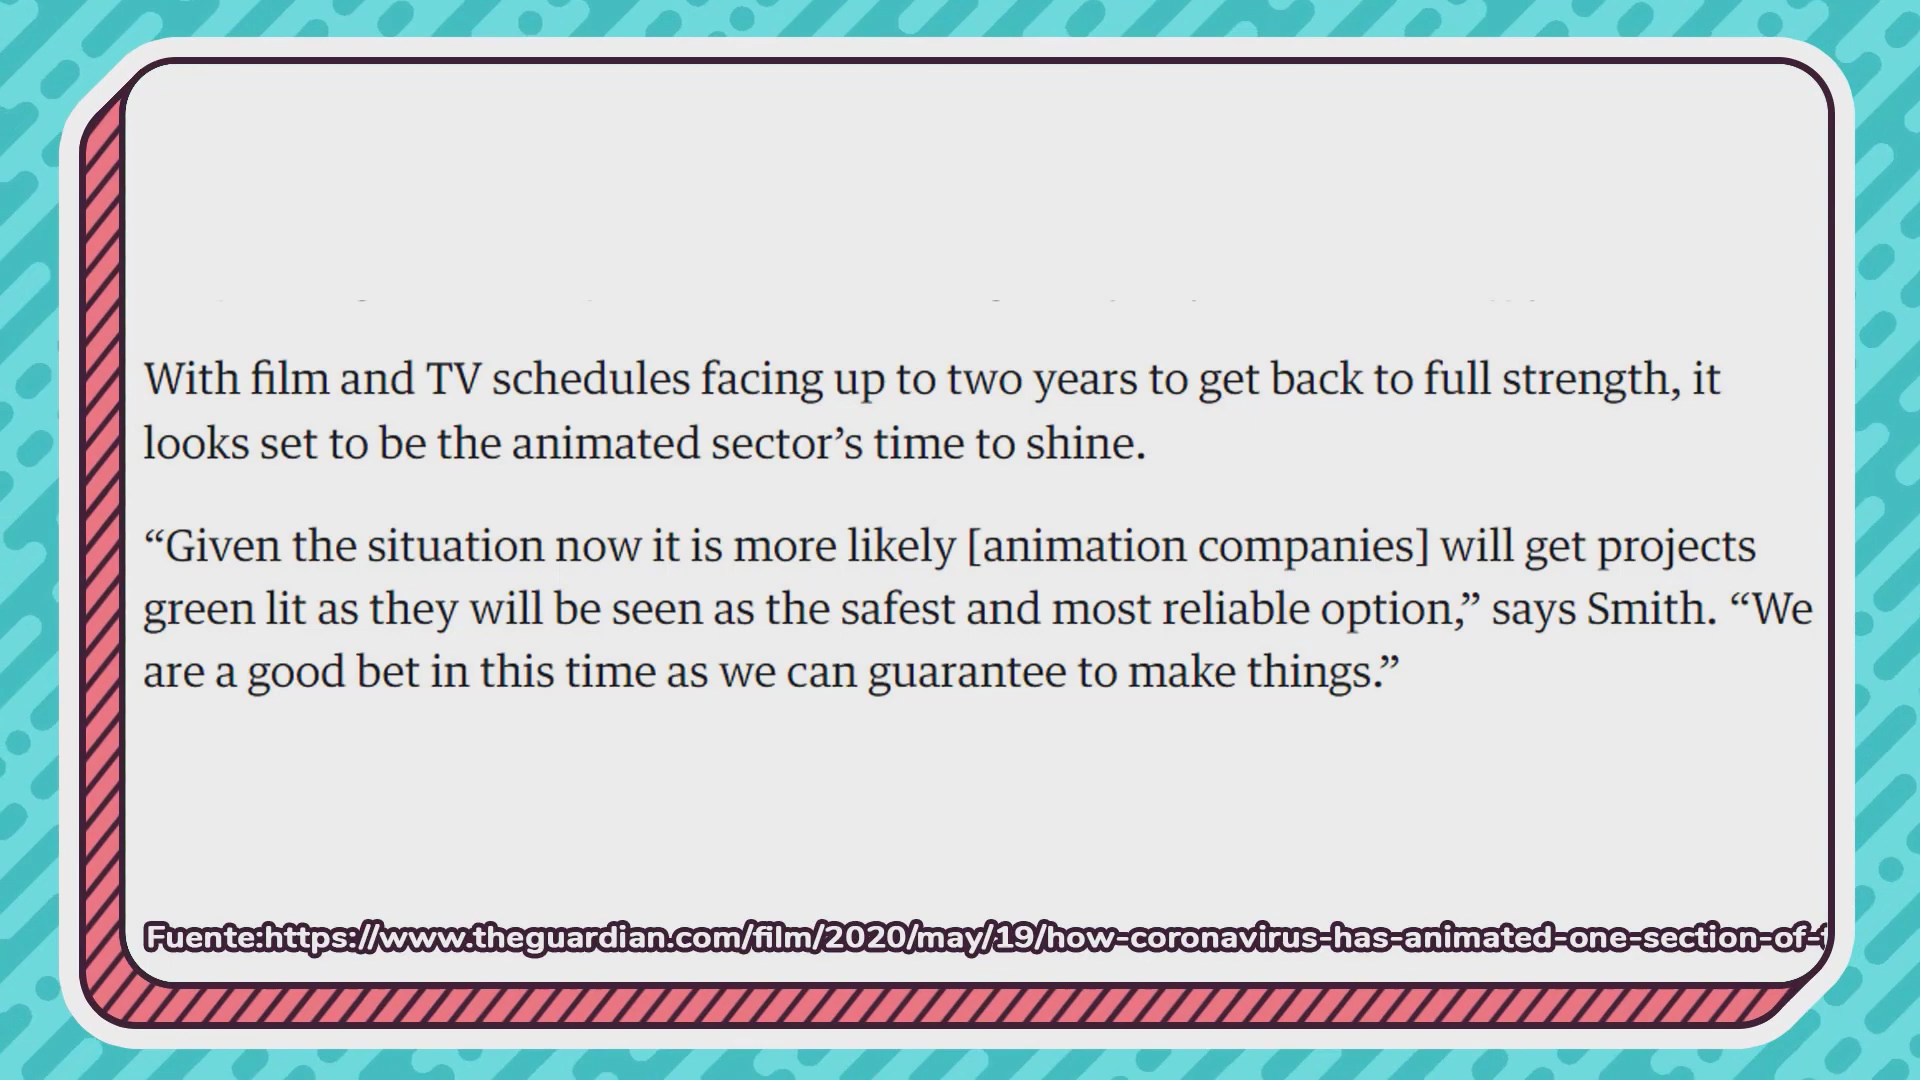 With film and TV schedules facing up to two years to get back to full strength, it
looks set to be the animated sector’s time to shine.
“Given the situation now it is more likely [animation companies] will get projects
green lit as they will be seen as the safest and most reliable option,” says Smith. “We
are a good bet in this time as we can guarantee to make things.”
Fuente:https://www.theguardian.com/film/2020/may/19/how-coronavirus-has-animated-one-section-of-